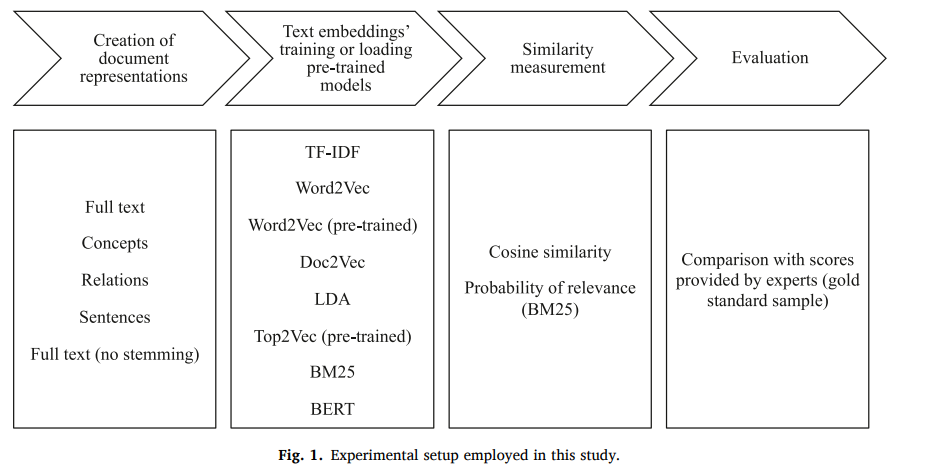 Creation of
document
representations
Text embeddings'
training or loading
pre-trained
models
Similarity
measurement
Evaluation
Full text
Concepts
Relations
Sentences
Full text (no stemming)
TF-IDF
Word2Vec
Word2Vec (pre-trained)
Doc2Vec
LDA
Top2Vec (pre-trained)
BM25
BERT
Cosine similarity
Probability of relevance
(BM25)
Comparison with scores
provided by experts (gold
standard sample)
Fig. 1. Experimental setup employed in this study.